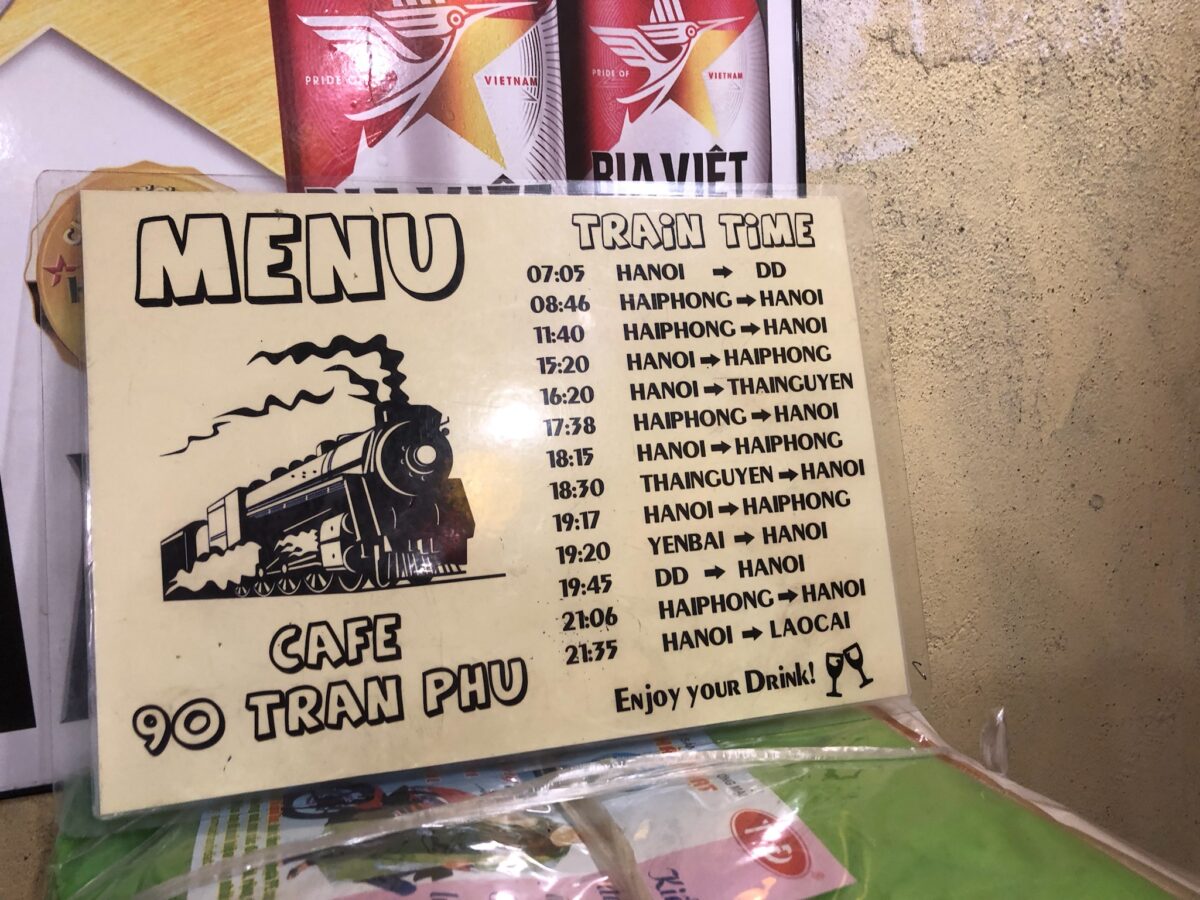 PRIDE OF VIETNAM
PRIDE OF VIETNAM
BIA VIỆT
BIA VIỆT
MENU
CAFE
90 TRAN PHU
TRAiN TiME
07:05 HANOI ➡ DD
08:46 HAIPHONG ➡ HANOI
11:40 HAIPHONG ➡ HANOI
15:20 HANOI ➡ HAIPHONG
16:20 HANOI ➡ THAINGUYEN
17:38 HAIPHONG ➡ HANOI
18:15 HANOI ➡ HAIPHONG
18:30 THAINGUYEN ➡ HANOI
19:17 HANOI ➡ HAIPHONG
19:20 YENBAI ➡ HANOI
19:45 DD ➡ HANOI
21:06 HAIPHONG ➡ HANOI
21:35 HANOI ➡ LAOCAI
Enjoy your Drink!